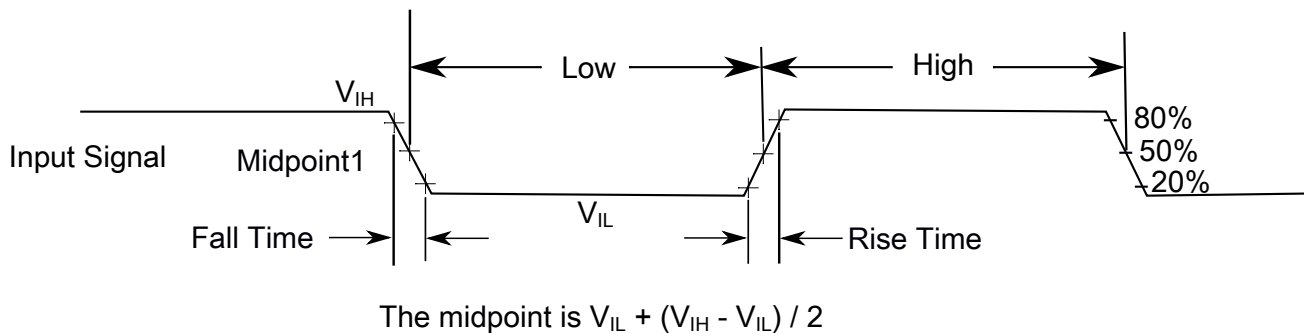 Low
High
V_IH
80%
Input Signal
Midpoint1
50%
20%
V_IL
Fall Time
Rise Time
The midpoint is V_IL + (V_IH - V_IL) / 2